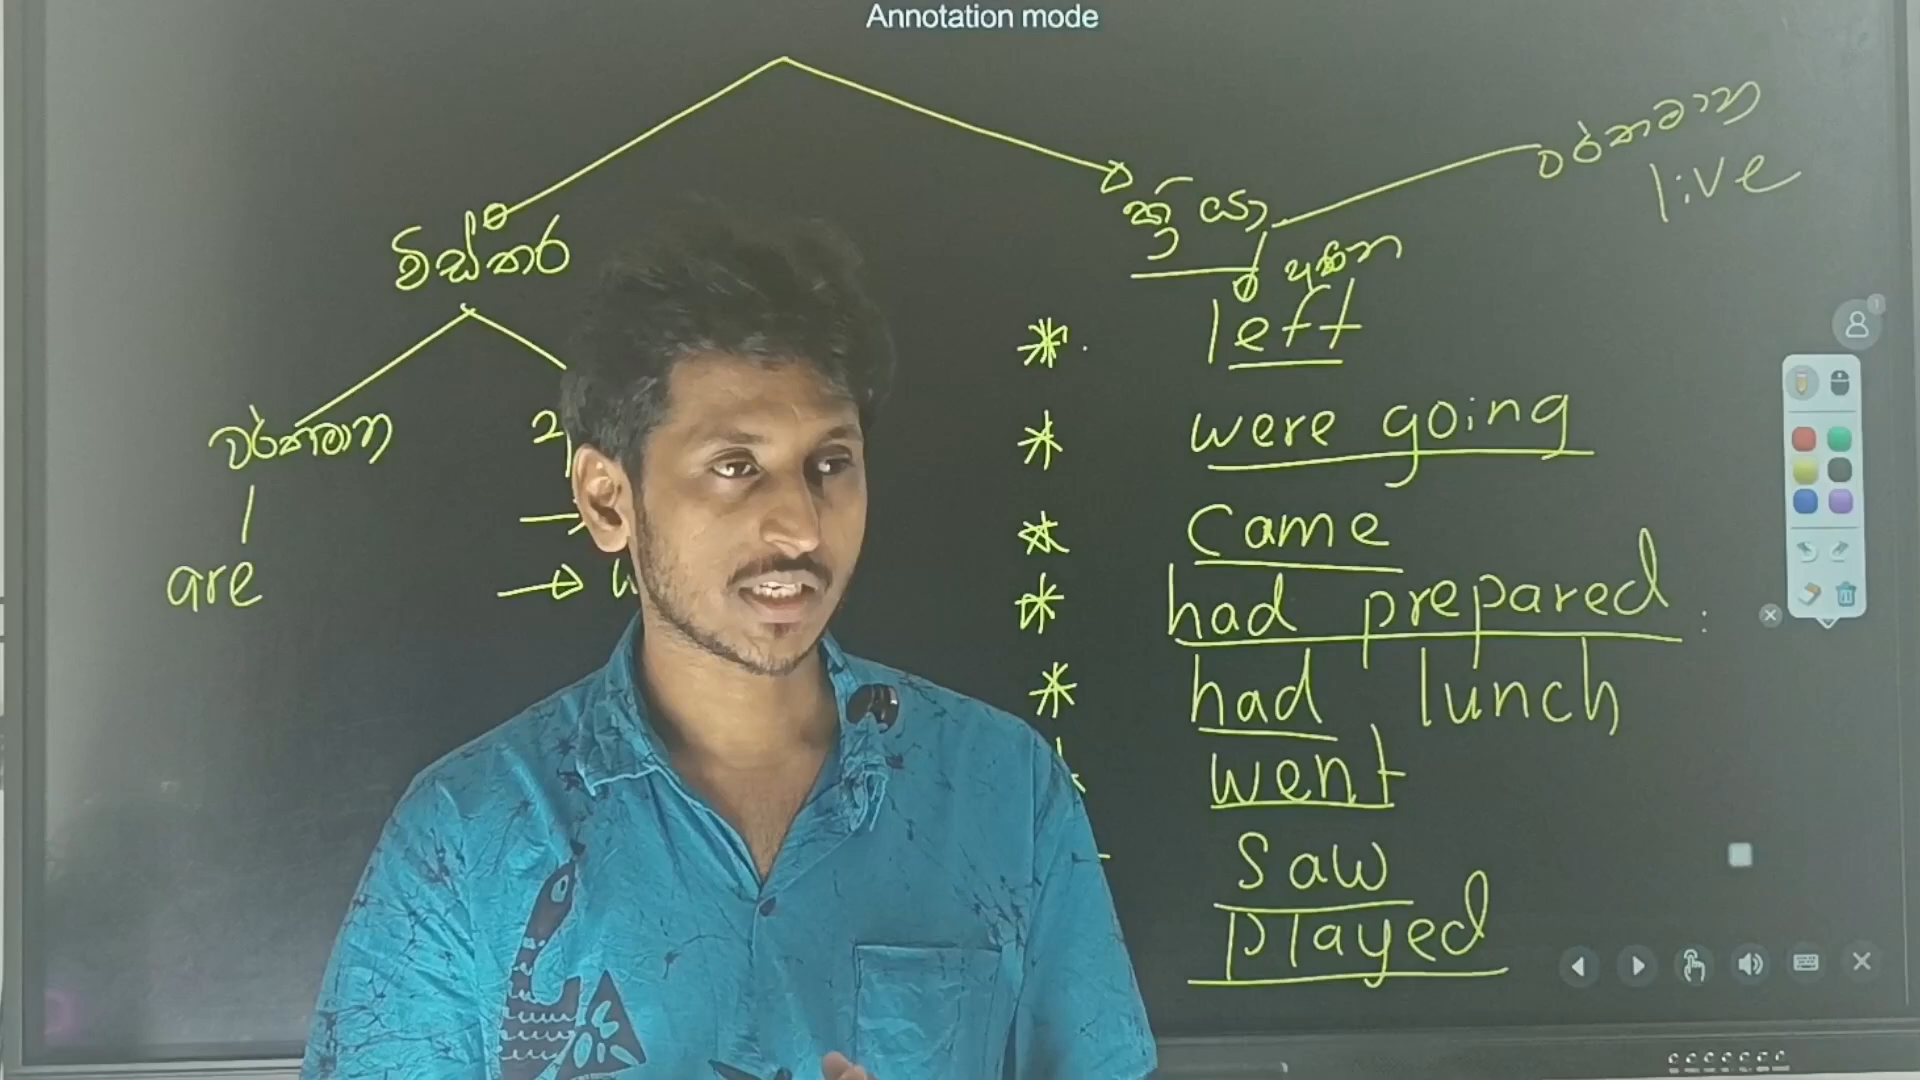 Annotation mode
වර්තමාන
live
ක්‍රියා
විස්තර
අතීත
left
වර්තමාන
were going
came
are
had prepared
had lunch
went
saw
played